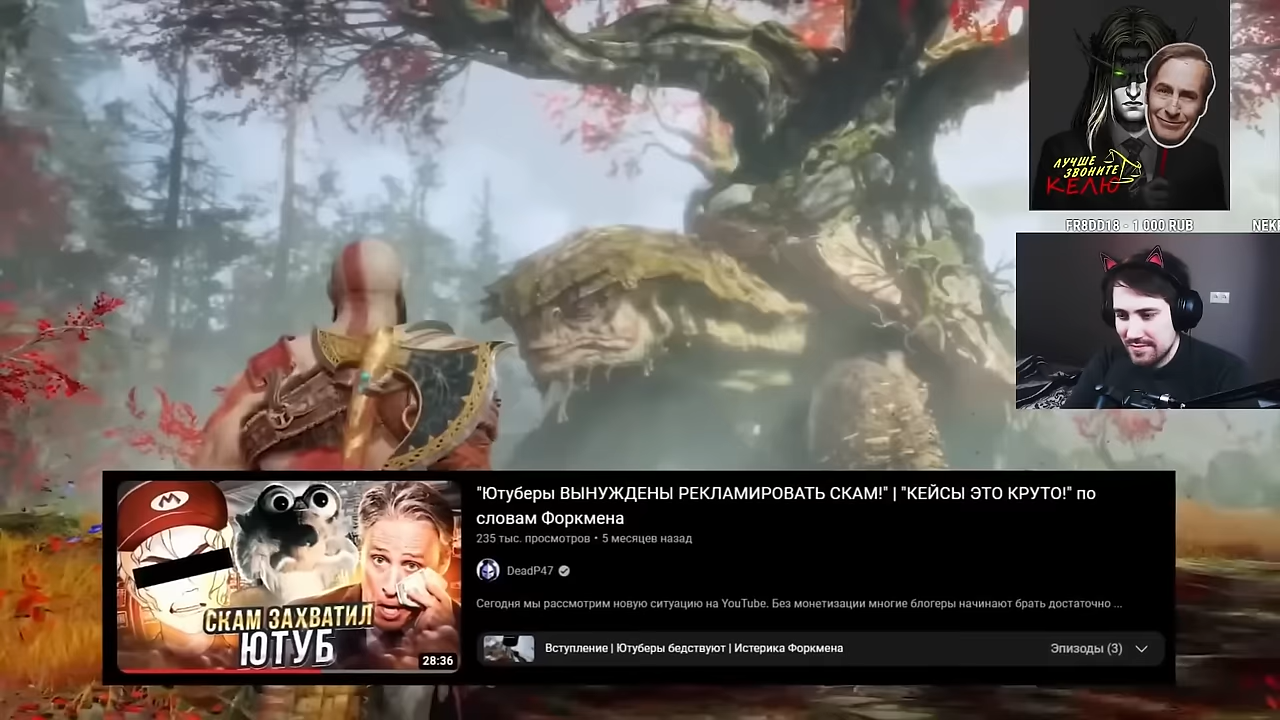 ЛУЧШЕ
ЗВОНИТЕ
КЕЛЮ
FR8DD18 - 1 000 RUB
NEK
"Ютуберы ВЫНУЖДЕНЫ РЕКЛАМИРОВАТЬ СКАМ!" | "КЕЙСЫ ЭТО КРУТО!" по
словам Форкмена
235 тыс. просмотров • 5 месяцев назад
DeadP47
Сегодня мы рассмотрим новую ситуацию на YouTube. Без монетизации многие блогеры начинают брать достаточно ...
M
СКАМ ЗАХВАТИЛ
ЮТУБ
28:36
Вступление | Ютуберы бедствуют | Истерика Форкмена
Эпизоды (3)